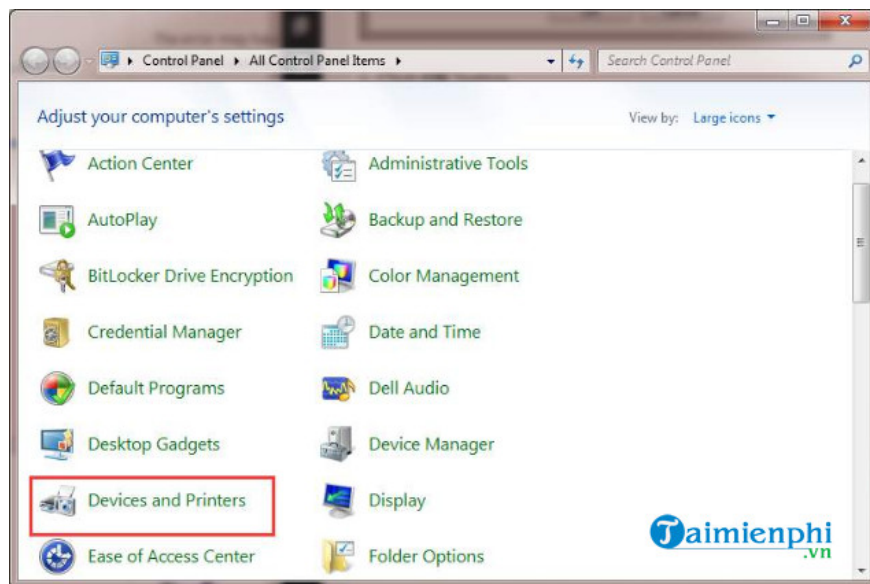 Control Panel ▸ All Control Panel Items ▸
Search Control Panel
Adjust your computer's settings
View by: Large icons
Action Center
Administrative Tools
AutoPlay
Backup and Restore
BitLocker Drive Encryption
Color Management
Credential Manager
Date and Time
Default Programs
Dell Audio
Desktop Gadgets
Device Manager
Devices and Printers
Display
Ease of Access Center
Folder Options
Taimienphi
.vn